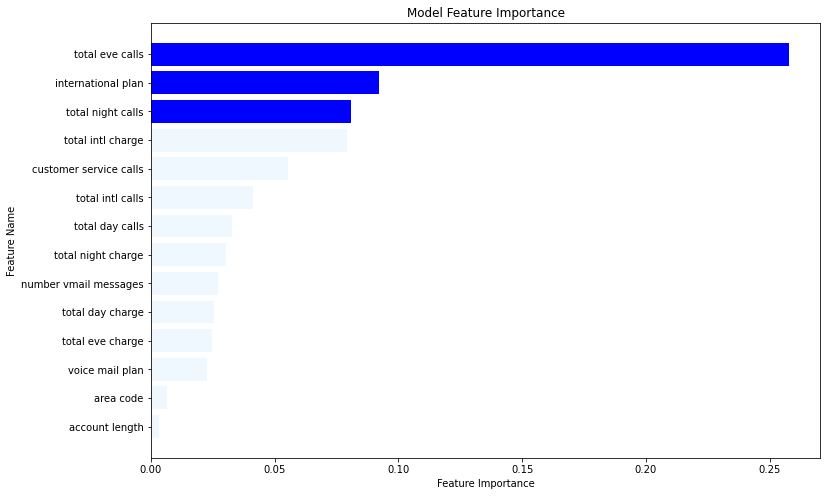 Model Feature Importance
total eve calls
international plan
total night calls
total intl charge
customer service calls
total intl calls
total day calls
total night charge
number vmail messages
total day charge
total eve charge
voice mail plan
area code
account length
Feature Name
0.00 0.05 0.10 0.15 0.20 0.25
Feature Importance